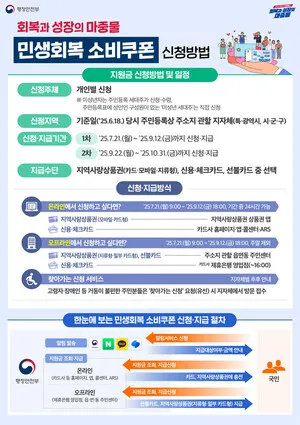 행정안전부
회복과 성장의 마중물
민생회복 소비쿠폰 신청방법
지원금 신청방법 및 일정
신청주체 개인별 신청
※ 미성년자는 주민등록 세대주가 신청·수령,
주민등록표에 성인인 구성원이 없는 '미성년 세대주'는 직접 신청
신청지역 기준일('25.6.18.) 당시 주민등록상 주소지 관할 지자체(특·광역시, 시·군·구)
신청·지급기간 1차 '25.7.21.(월) ~ '25.9.12.(금)까지 신청·지급
2차 '25.9.22.(월) ~ '25.10.31.(금)까지 신청·지급
지급수단 지역사랑상품권(카드·모바일·지류형), 신용·체크카드, 선불카드 중 선택
신청·지급방식
온라인에서 신청하고 싶다면? '25.7.21.(월) 9:00 ~ '25.9.12.(금) 18:00, 기간 중 24시간 가능
지역사랑상품권(모바일·카드형) 지역사랑상품권 상품권 앱
신용·체크카드 카드사 홈페이지·앱·콜센터·ARS
오프라인에서 신청하고 싶다면? '25.7.21.(월) 9:00 ~ '25.9.12.(금) 18:00, 주말 제외
지역사랑상품권(지류형·일부 카드형), 선불카드 주소지 관할 읍면동 주민센터
신용·체크카드 카드사 제휴은행 영업점(~16:00)
찾아가는 신청 서비스 지자체별 추후 안내
고령자·장애인 등 거동이 불편한 주민분들은 '찾아가는 신청' 요청(유선) 시 지자체에서 방문 접수
한눈에 보는 민생회복 소비쿠폰 신청·지급 절차
알림 발송
알림서비스 신청
지급대상여부·금액 안내
행정안전부
지원금 조회·지급
온라인
(카드사 등 홈페이지, 앱, 콜센터, ARS)
지원금 조회, 지급신청
카드, 지역사랑상품권에 충전
국민
지원금 조회·지급
오프라인
(제휴은행 영업점, 읍·면·동 주민센터)
지원금 조회, 지급신청
선불카드, 지역사랑상품권(지류형·일부 카드형) 지급